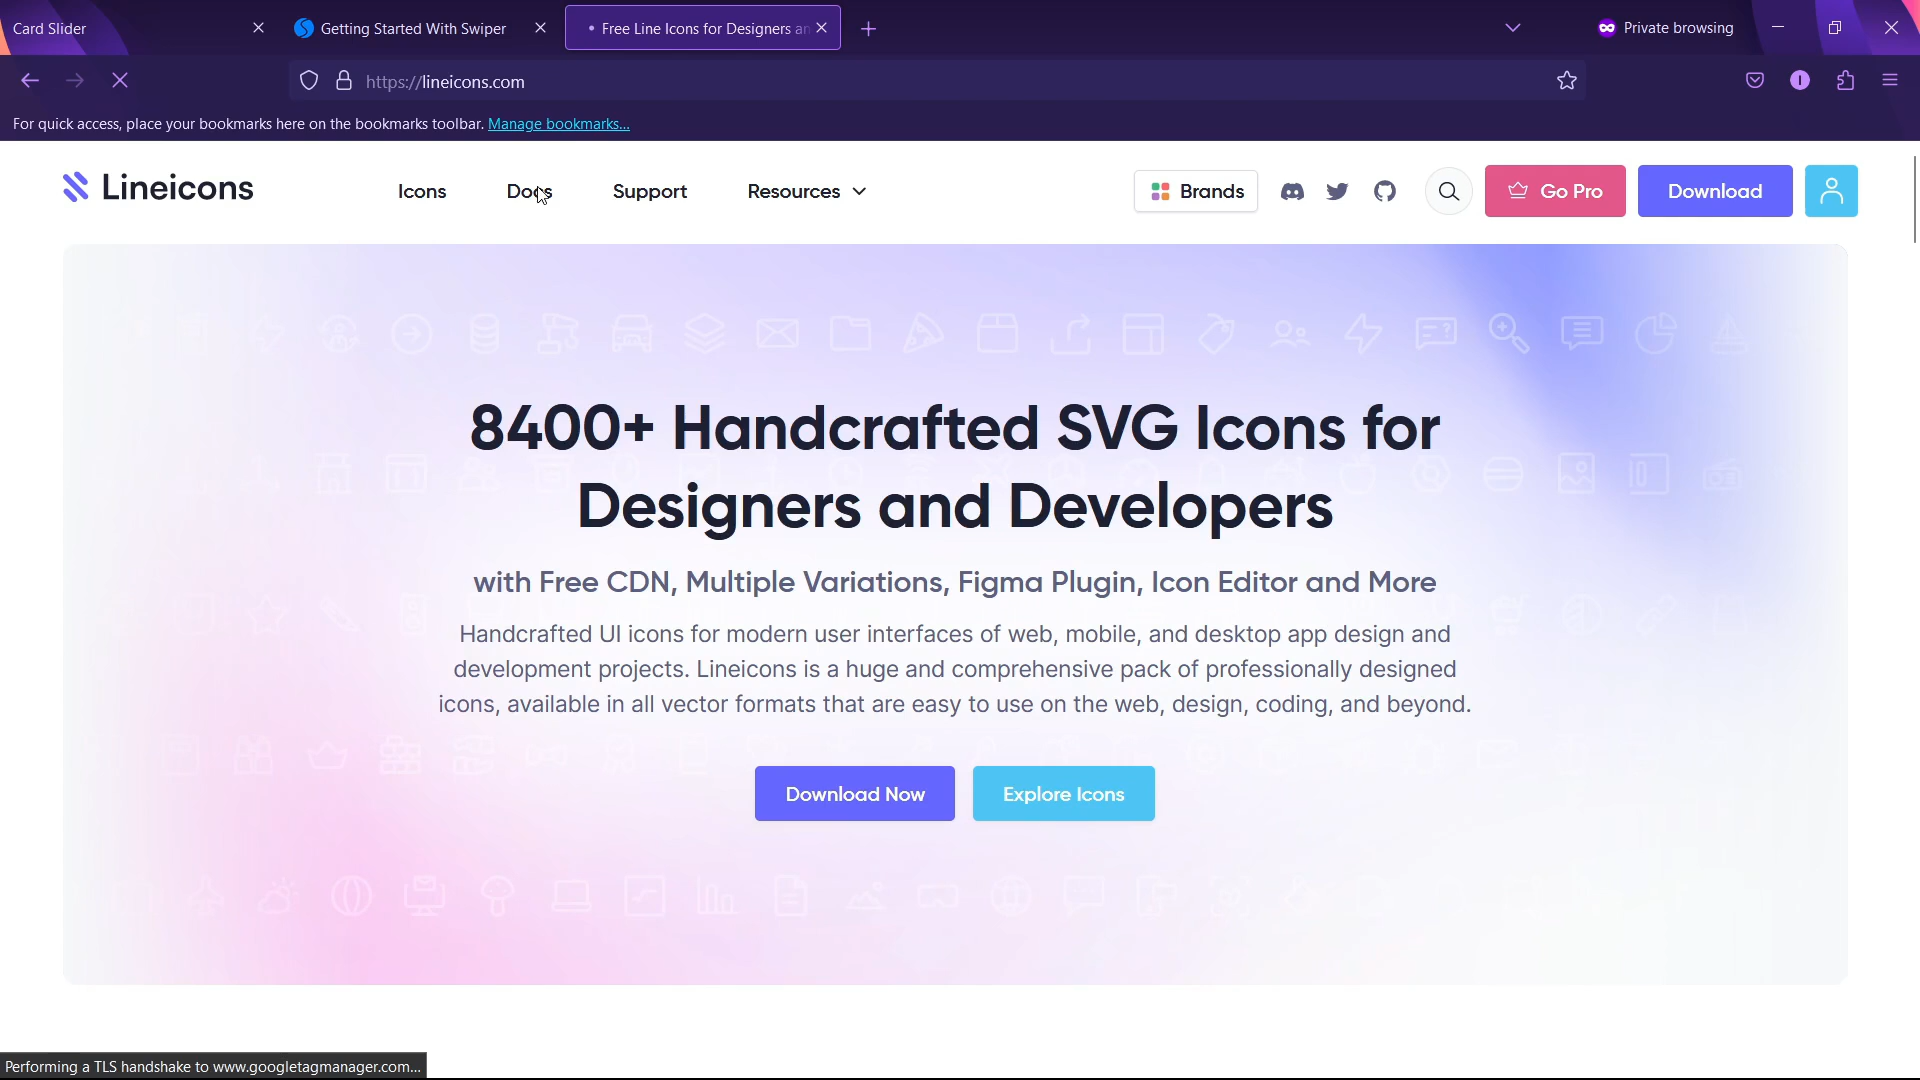 Card Slider
Getting Started With Swiper
Free Line Icons for Designers an
Private browsing
https://lineicons.com
For quick access, place your bookmarks here on the bookmarks toolbar. Manage bookmarks...
Lineicons
Icons
Docs
Support
Resources
Brands
Go Pro
Download
8400+ Handcrafted SVG Icons for
Designers and Developers
with Free CDN, Multiple Variations, Figma Plugin, Icon Editor and More
Handcrafted UI icons for modern user interfaces of web, mobile, and desktop app design and
development projects. Lineicons is a huge and comprehensive pack of professionally designed
icons, available in all vector formats that are easy to use on the web, design, coding, and beyond.
Download Now
Explore Icons
Performing a TLS handshake to www.googletagmanager.com...